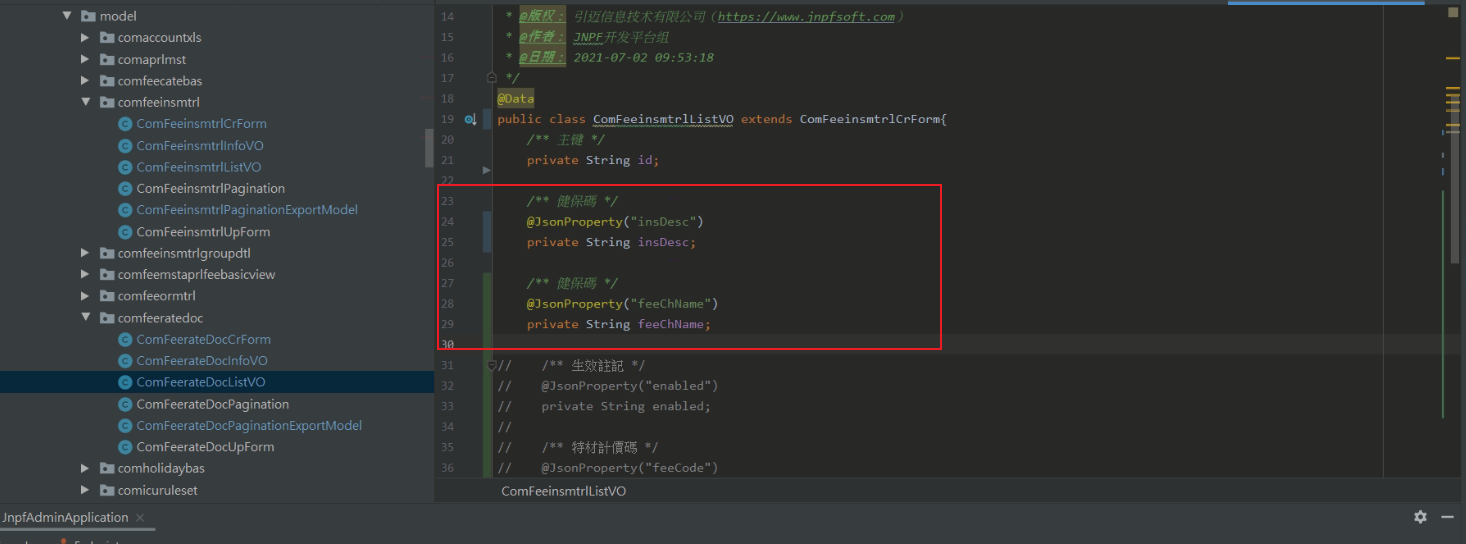 model
comaccountxls
comaprlmst
comfeecatebas
comfeeinsmtrl
ComFeeinsmtrlCrForm
ComFeeinsmtrlInfoVO
ComFeeinsmtrlListVO
ComFeeinsmtrlPagination
ComFeeinsmtrlPaginationExportModel
ComFeeinsmtrlUpForm
comfeeinsmtrlgroupdtl
comfeemstaprlfeebasicview
comfeeormtrl
comfeeratedoc
ComFeerateDocCrForm
ComFeerateDocInfoVO
ComFeerateDocListVO
ComFeerateDocPagination
ComFeerateDocPaginationExportModel
ComFeerateDocUpForm
comholidaybas
comicuruleset
14 * @版权： 引迈信息技术有限公司（https://www.jnpfsoft.com）
15 * @作者： JNPF开发平台组
16 * @日期： 2021-07-02 09:53:18
17 */
18 @Data
19 public class ComFeeinsmtrlListVO extends ComFeeinsmtrlCrForm{
20 /** 主键 */
21 private String id;
22
23 /** 健保碼 */
24 @JsonProperty("insDesc")
25 private String insDesc;
26
27 /** 健保碼 */
28 @JsonProperty("feeChName")
29 private String feeChName;
30
31 // /** 生效註記 */
32 // @JsonProperty("enabled")
33 // private String enabled;
34 //
35 // /** 特材計價碼 */
36 // @JsonProperty("feeCode")
ComFeeinsmtrlListVO
JnpfAdminApplication